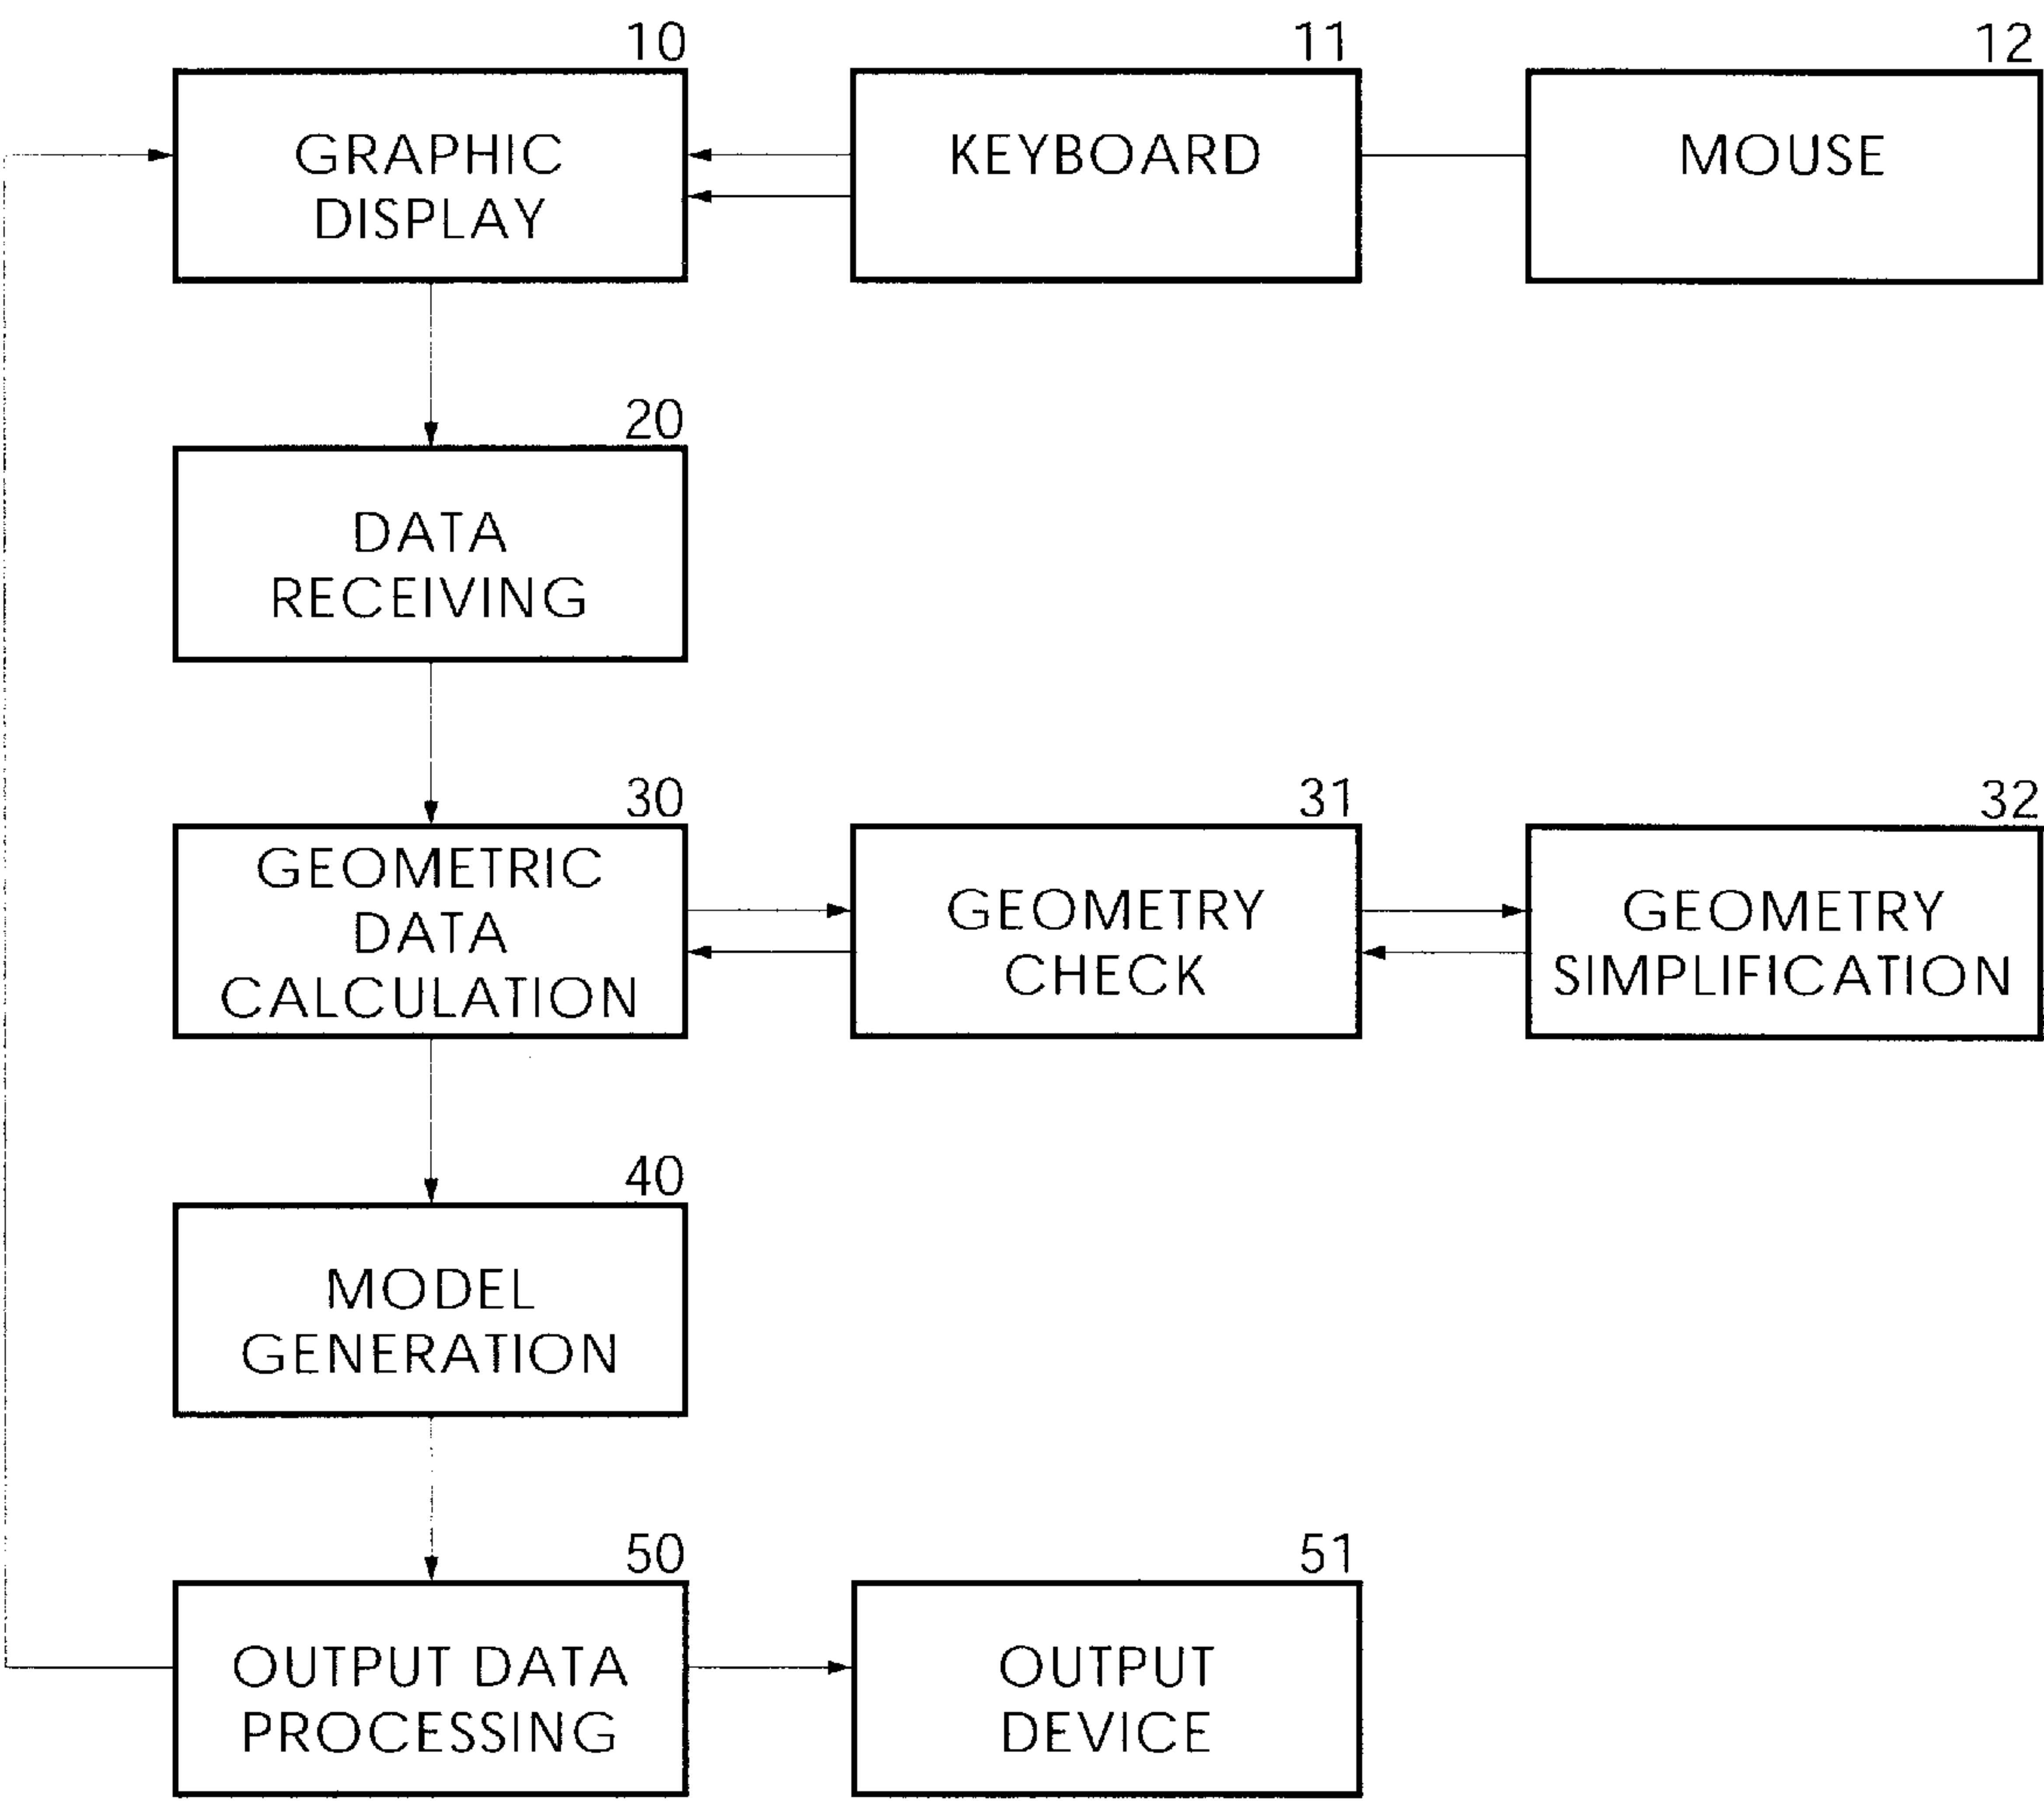 10
GRAPHIC
DISPLAY
11
KEYBOARD
12
MOUSE
20
DATA
RECEIVING
30
GEOMETRIC
DATA
CALCULATION
31
GEOMETRY
CHECK
32
GEOMETRY
SIMPLIFICATION
40
MODEL
GENERATION
50
OUTPUT DATA
PROCESSING
51
OUTPUT
DEVICE